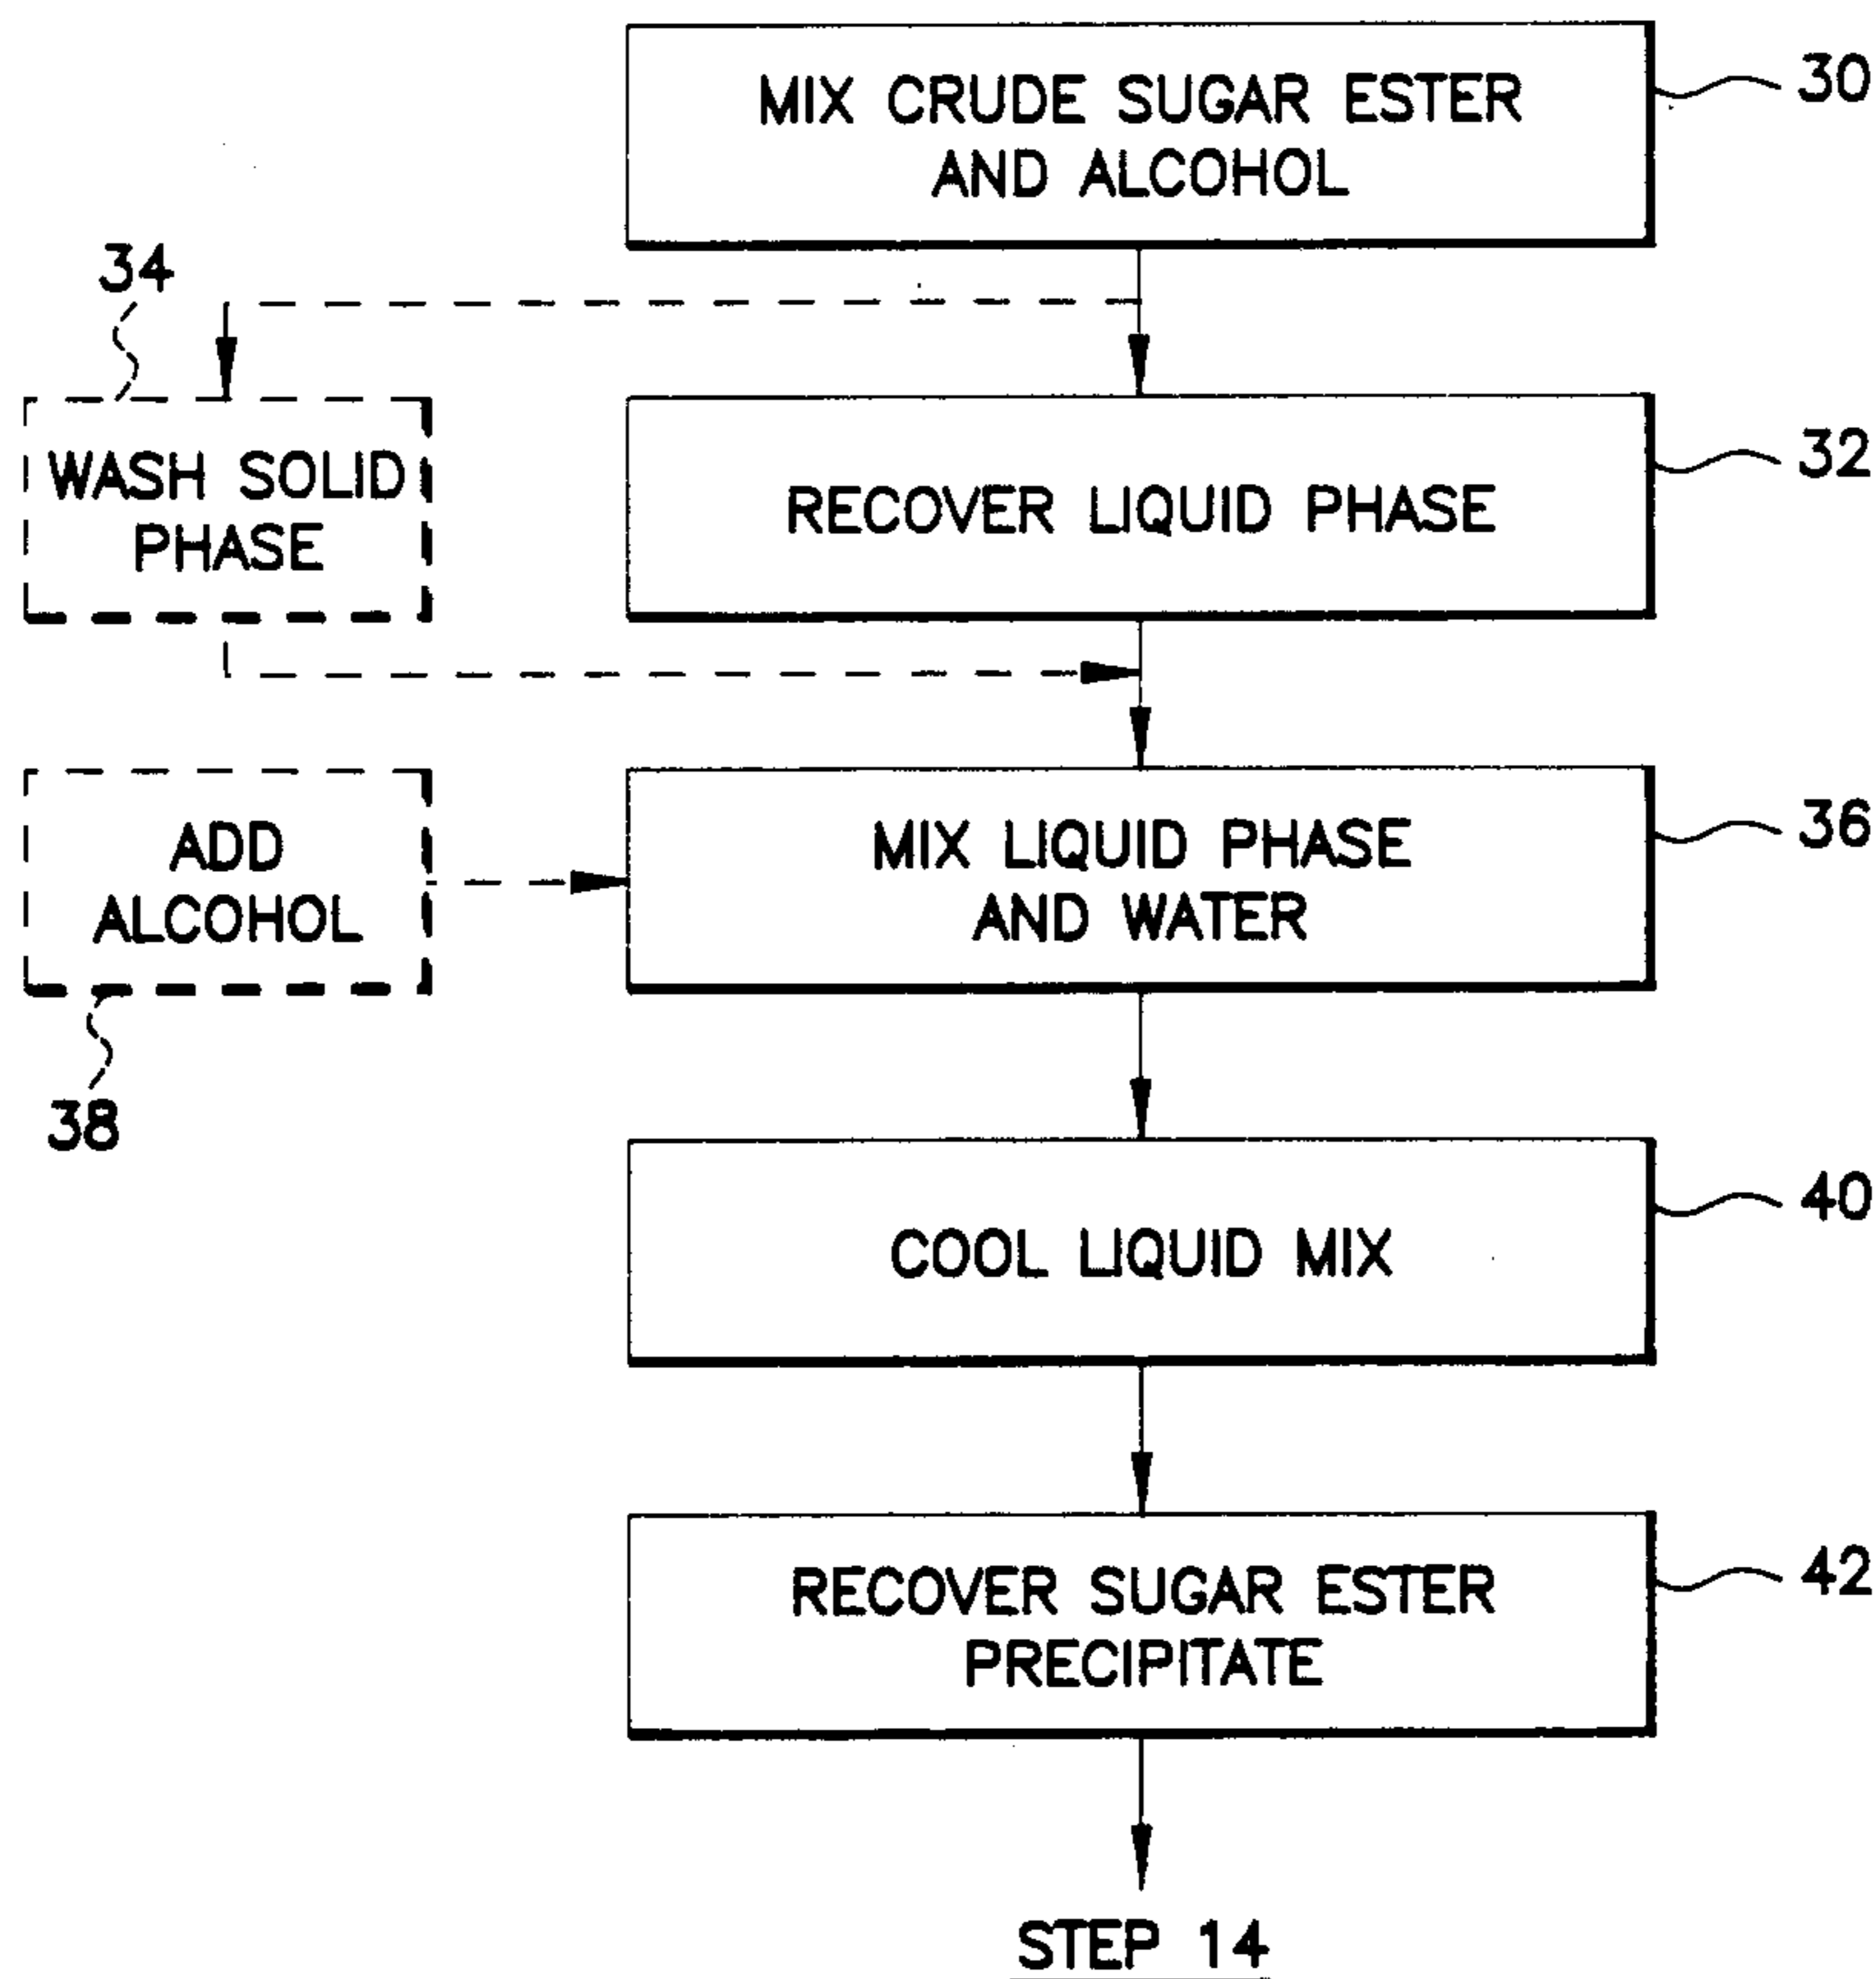 MIX CRUDE SUGAR ESTER
AND ALCOHOL
30
34
WASH SOLID
PHASE
RECOVER LIQUID PHASE
32
ADD
ALCOHOL
38
MIX LIQUID PHASE
AND WATER
36
COOL LIQUID MIX
40
RECOVER SUGAR ESTER
PRECIPITATE
42
STEP 14